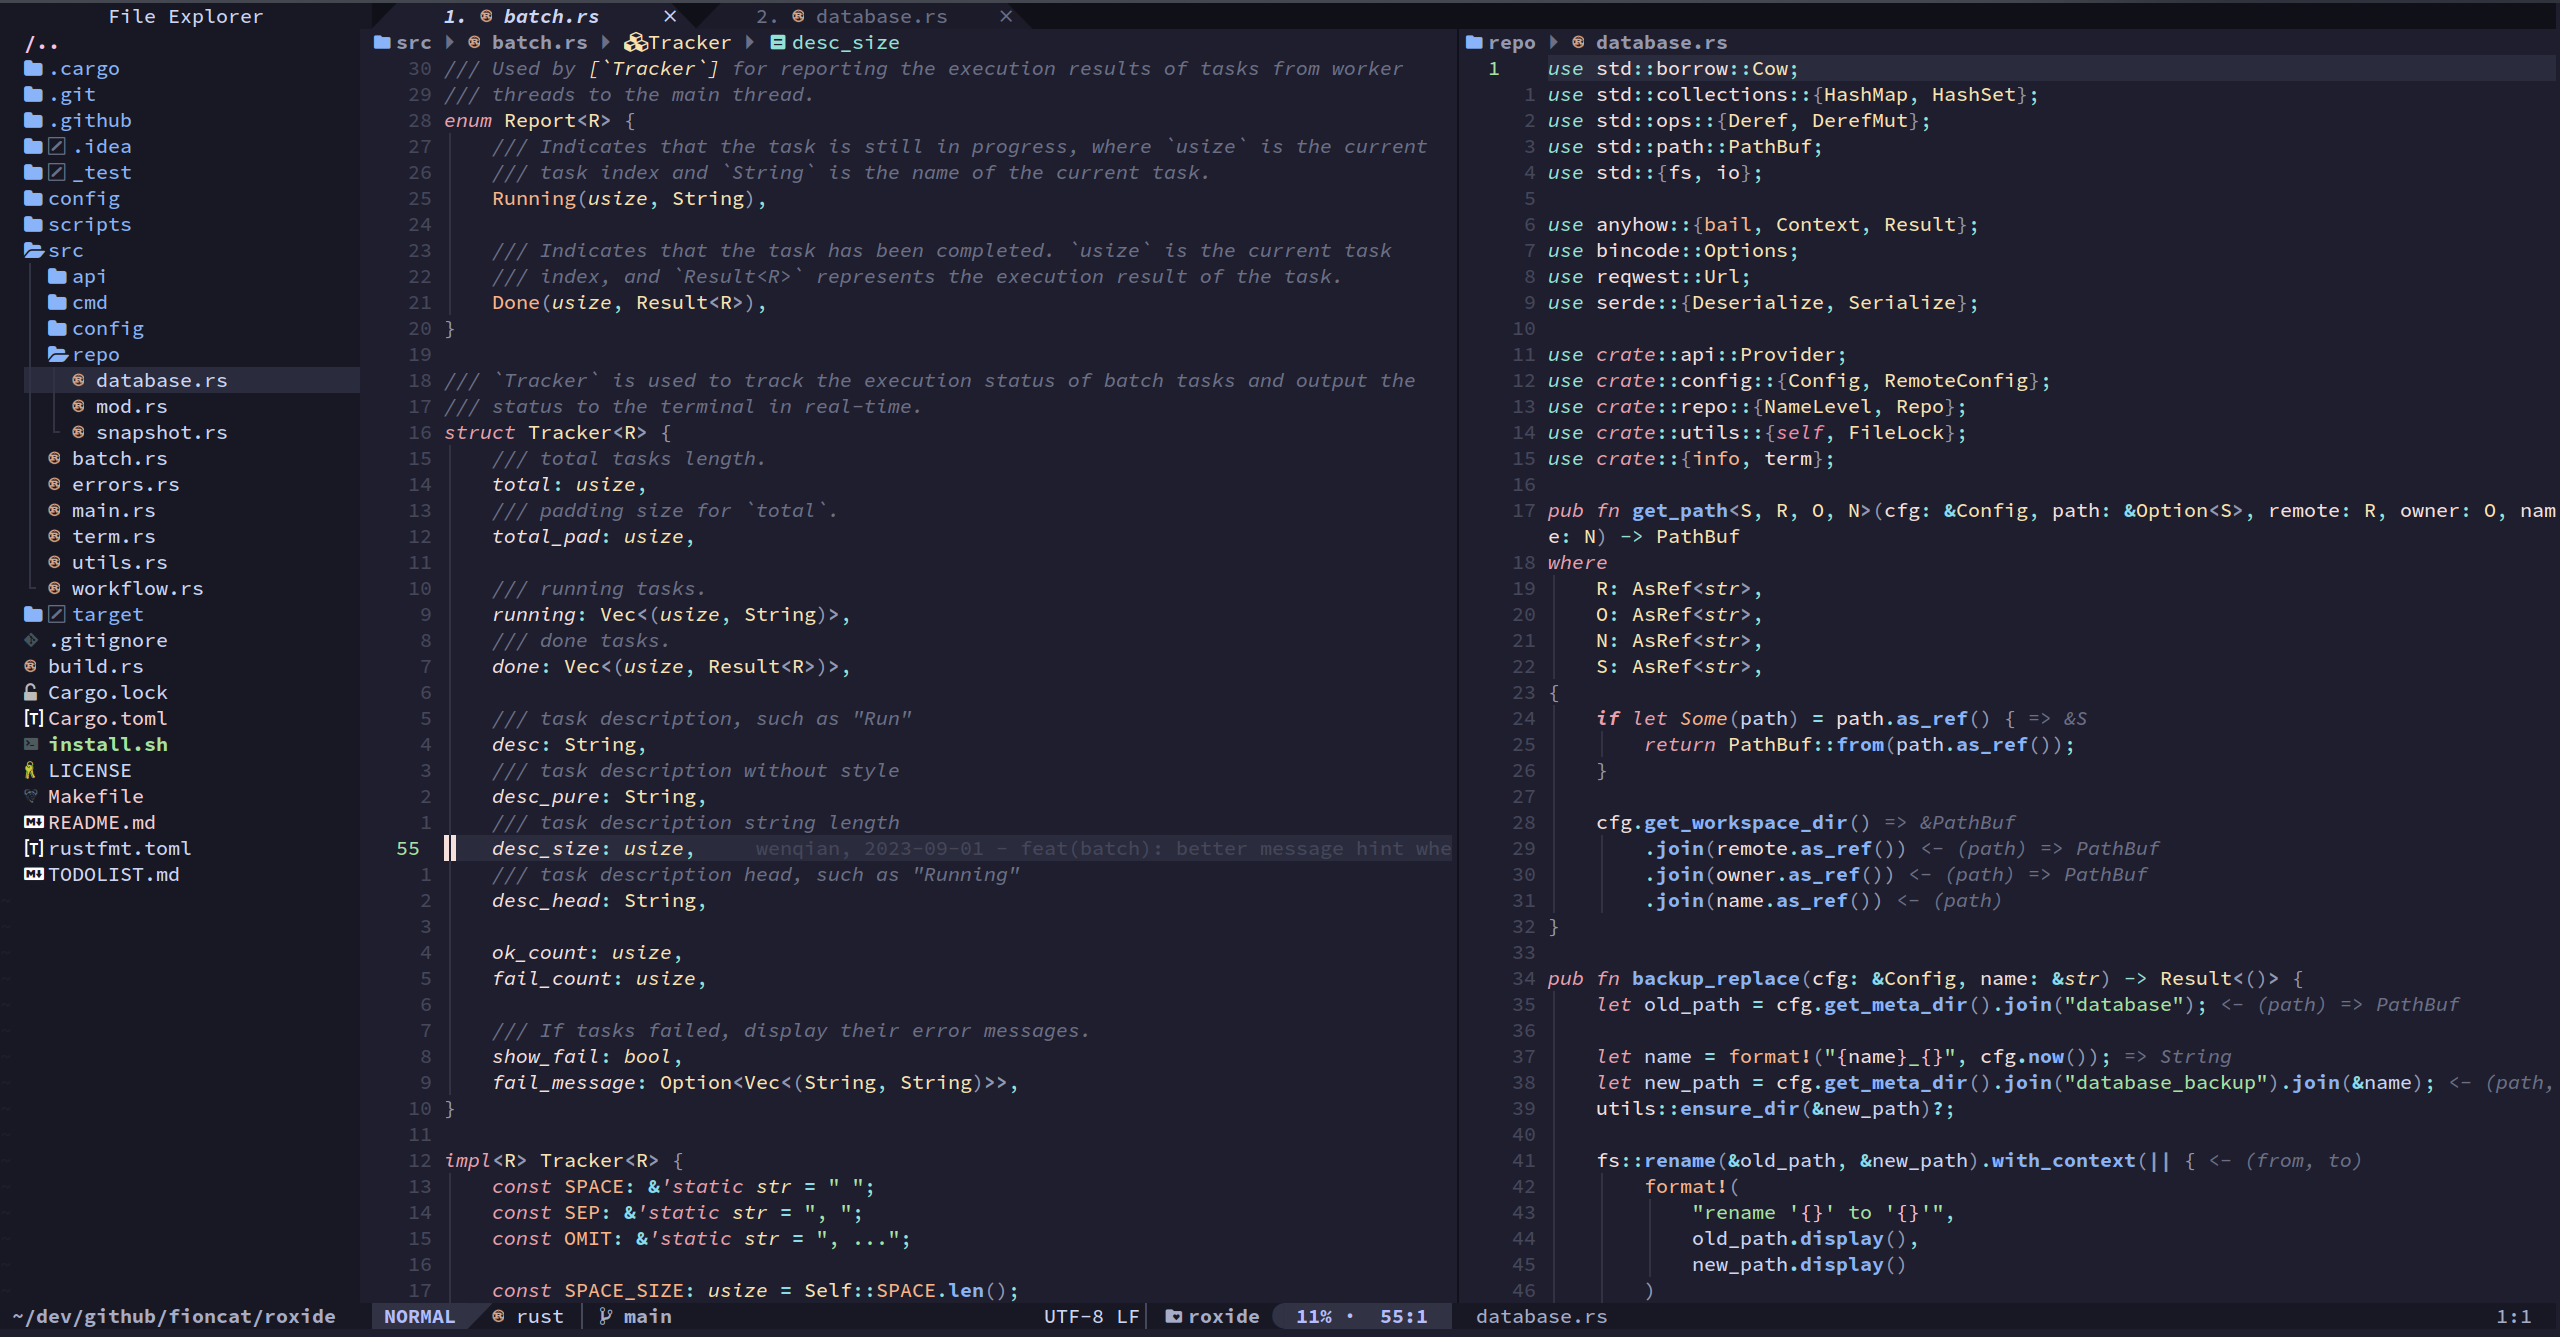 File Explorer
/..
.cargo
.git
.github
.idea
_test
config
scripts
src
api
cmd
config
repo
database.rs
mod.rs
snapshot.rs
batch.rs
errors.rs
main.rs
term.rs
utils.rs
workflow.rs
target
.gitignore
build.rs
Cargo.lock
[T] Cargo.toml
install.sh
LICENSE
Makefile
README.md
[T] rustfmt.toml
TODOLIST.md
~/dev/github/fioncat/roxide
1. batch.rs × 2. database.rs ×
src batch.rs Tracker desc_size
30 /// Used by [`Tracker`] for reporting the execution results of tasks from worker
29 /// threads to the main thread.
28 enum Report<R> {
27 /// Indicates that the task is still in progress, where `usize` is the current
26 /// task index and `String` is the name of the current task.
25 Running(usize, String),
24
23 /// Indicates that the task has been completed. `usize` is the current task
22 /// index, and `Result<R>` represents the execution result of the task.
21 Done(usize, Result<R>),
20 }
19
18 /// `Tracker` is used to track the execution status of batch tasks and output the
17 /// status to the terminal in real-time.
16 struct Tracker<R> {
15 /// total tasks length.
14 total: usize,
13 /// padding size for `total`.
12 total_pad: usize,
11
10 /// running tasks.
9 running: Vec<(usize, String)>,
8 /// done tasks.
7 done: Vec<(usize, Result<R>)>,
6
5 /// task description, such as "Run"
4 desc: String,
3 /// task description without style
2 desc_pure: String,
1 /// task description string length
55 desc_size: usize, wenqian, 2023-09-01 - feat(batch): better message hint whe
1 /// task description head, such as "Running"
2 desc_head: String,
3
4 ok_count: usize,
5 fail_count: usize,
6
7 /// If tasks failed, display their error messages.
8 show_fail: bool,
9 fail_message: Option<Vec<(String, String)>>,
10 }
11
12 impl<R> Tracker<R> {
13 const SPACE: &'static str = " ";
14 const SEP: &'static str = ", ";
15 const OMIT: &'static str = ", ...";
16
17 const SPACE_SIZE: usize = Self::SPACE.len();
NORMAL rust main UTF-8 LF roxide 11% · 55:1
repo database.rs
1 use std::borrow::Cow;
1 use std::collections::{HashMap, HashSet};
2 use std::ops::{Deref, DerefMut};
3 use std::path::PathBuf;
4 use std::{fs, io};
5
6 use anyhow::{bail, Context, Result};
7 use bincode::Options;
8 use reqwest::Url;
9 use serde::{Deserialize, Serialize};
10
11 use crate::api::Provider;
12 use crate::config::{Config, RemoteConfig};
13 use crate::repo::{NameLevel, Repo};
14 use crate::utils::{self, FileLock};
15 use crate::{info, term};
16
17 pub fn get_path<S, R, O, N>(cfg: &Config, path: &Option<S>, remote: R, owner: O, nam
e: N) -> PathBuf
18 where
19 R: AsRef<str>,
20 O: AsRef<str>,
21 N: AsRef<str>,
22 S: AsRef<str>,
23 {
24 if let Some(path) = path.as_ref() { => &S
25 return PathBuf::from(path.as_ref());
26 }
27
28 cfg.get_workspace_dir() => &PathBuf
29 .join(remote.as_ref()) <- (path) => PathBuf
30 .join(owner.as_ref()) <- (path) => PathBuf
31 .join(name.as_ref()) <- (path)
32 }
33
34 pub fn backup_replace(cfg: &Config, name: &str) -> Result<()> {
35 let old_path = cfg.get_meta_dir().join("database"); <- (path) => PathBuf
36
37 let name = format!("{name}_{}", cfg.now()); => String
38 let new_path = cfg.get_meta_dir().join("database_backup").join(&name); <- (path,
39 utils::ensure_dir(&new_path)?;
40
41 fs::rename(&old_path, &new_path).with_context(|| { <- (from, to)
42 format!(
43 "rename '{}' to '{}'",
44 old_path.display(),
45 new_path.display()
46 )
database.rs 1:1